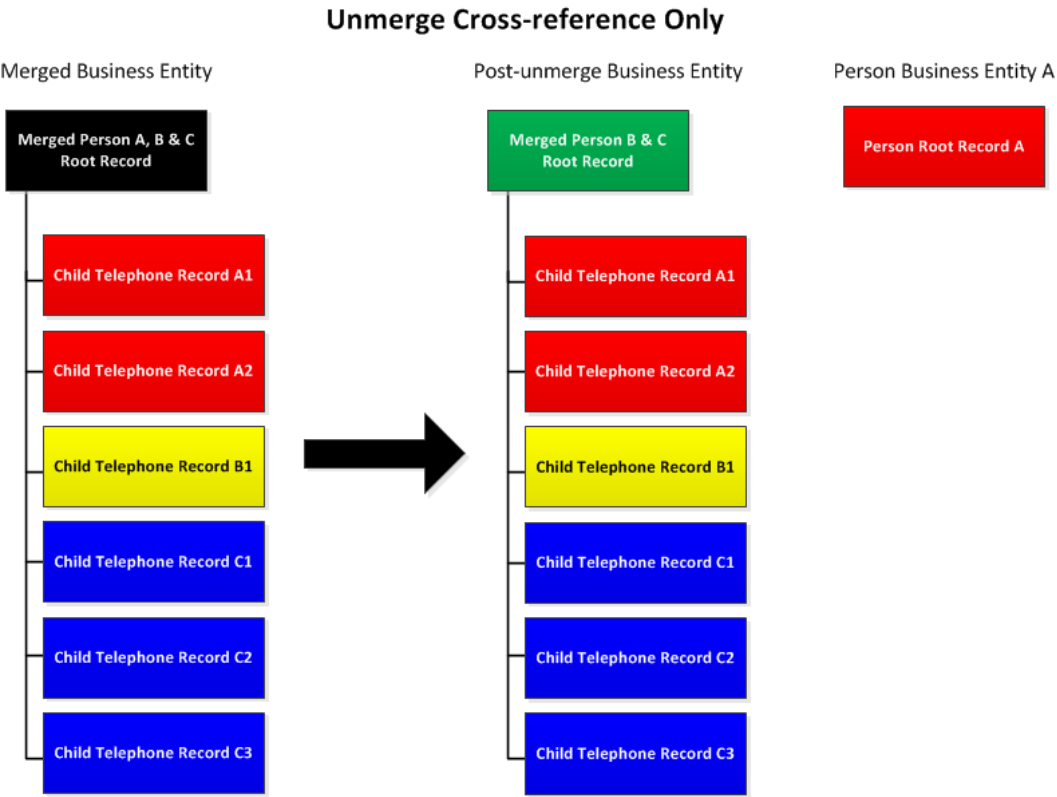 Unmerge Cross-reference Only
Merged Business Entity
Post-unmerge Business Entity
Person Business Entity A
Merged Person A, B & C
Root Record
Merged Person B & C
Root Record
Person Root Record A
Child Telephone Record A1
Child Telephone Record A2
Child Telephone Record B1
Child Telephone Record C1
Child Telephone Record C2
Child Telephone Record C3
Child Telephone Record A1
Child Telephone Record A2
Child Telephone Record B1
Child Telephone Record C1
Child Telephone Record C2
Child Telephone Record C3